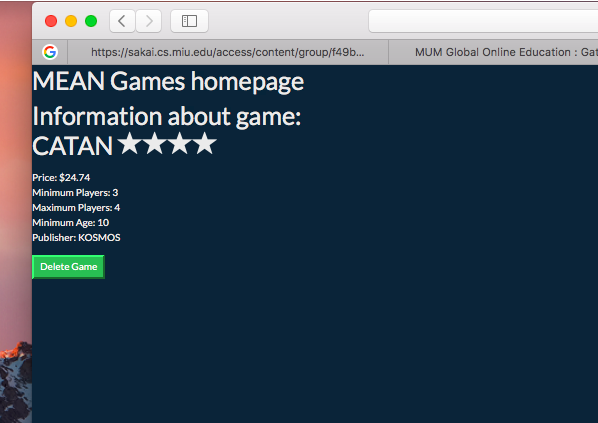 https://sakai.cs.miu.edu/access/content/group/f49b...
MUM Global Online Education : Gat
MEAN Games homepage
Information about game:
CATAN ★★★★
Price: $24.74
Minimum Players: 3
Maximum Players: 4
Minimum Age: 10
Publisher: KOSMOS
Delete Game